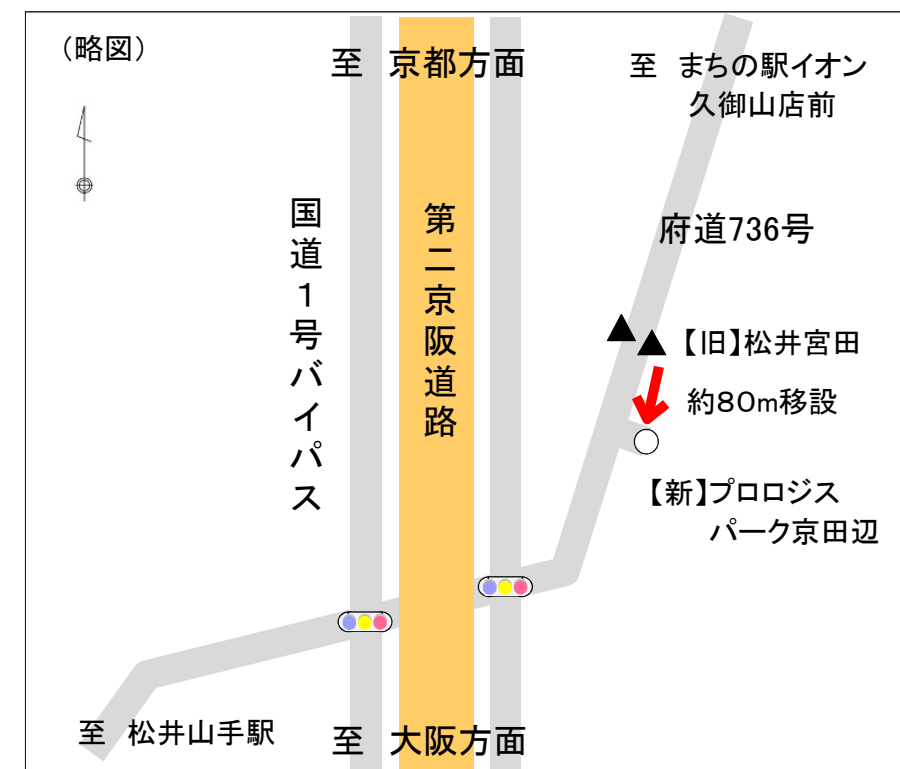 （略図）
至　京都方面
至　まちの駅イオン
久御山店前
国道１号バイパス
第二京阪道路
府道736号
【旧】松井宮田
約８０ｍ移設
【新】プロロジス
パーク京田辺
至　松井山手駅
至　大阪方面